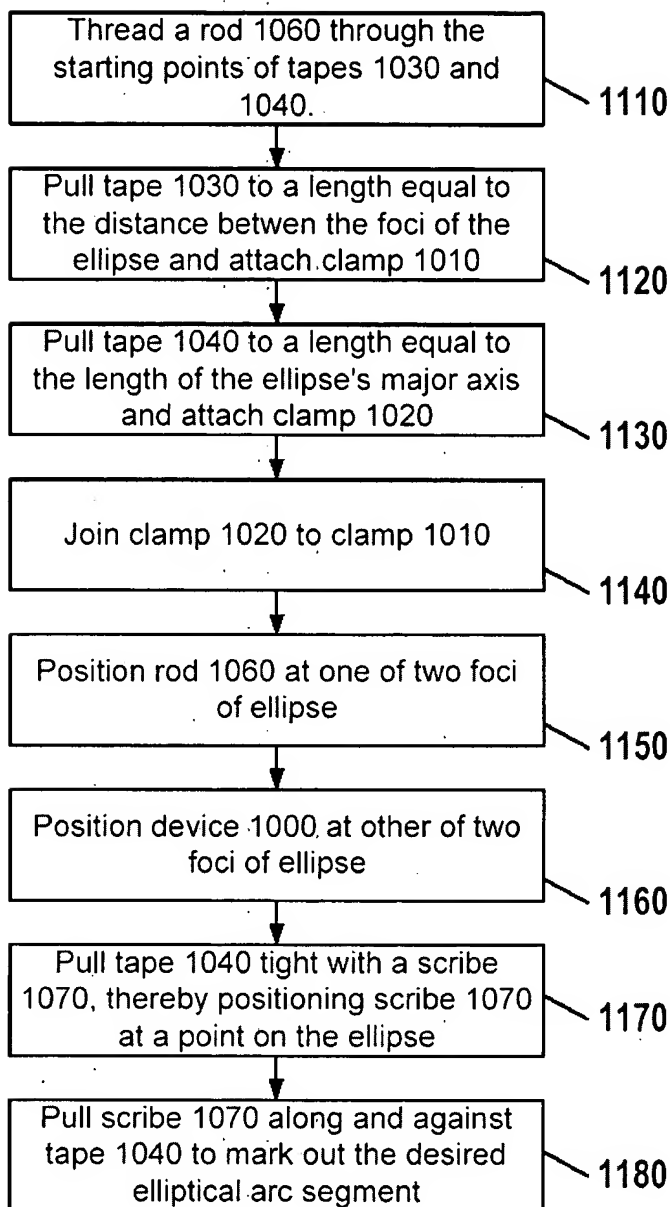 Thread a rod 1060 through the
starting points of tapes 1030 and
1040.
1110
Pull tape 1030 to a length equal to
the distance betwen the foci of the
ellipse and attach clamp 1010
1120
Pull tape 1040 to a length equal to
the length of the ellipse's major axis
and attach clamp 1020
1130
Join clamp 1020 to clamp 1010
1140
Position rod 1060 at one of two foci
of ellipse
1150
Position device 1000 at other of two
foci of ellipse
1160
Pull tape 1040 tight with a scribe
1070, thereby positioning scribe 1070
at a point on the ellipse
1170
Pull scribe 1070 along and against
tape 1040 to mark out the desired
elliptical arc segment
1180